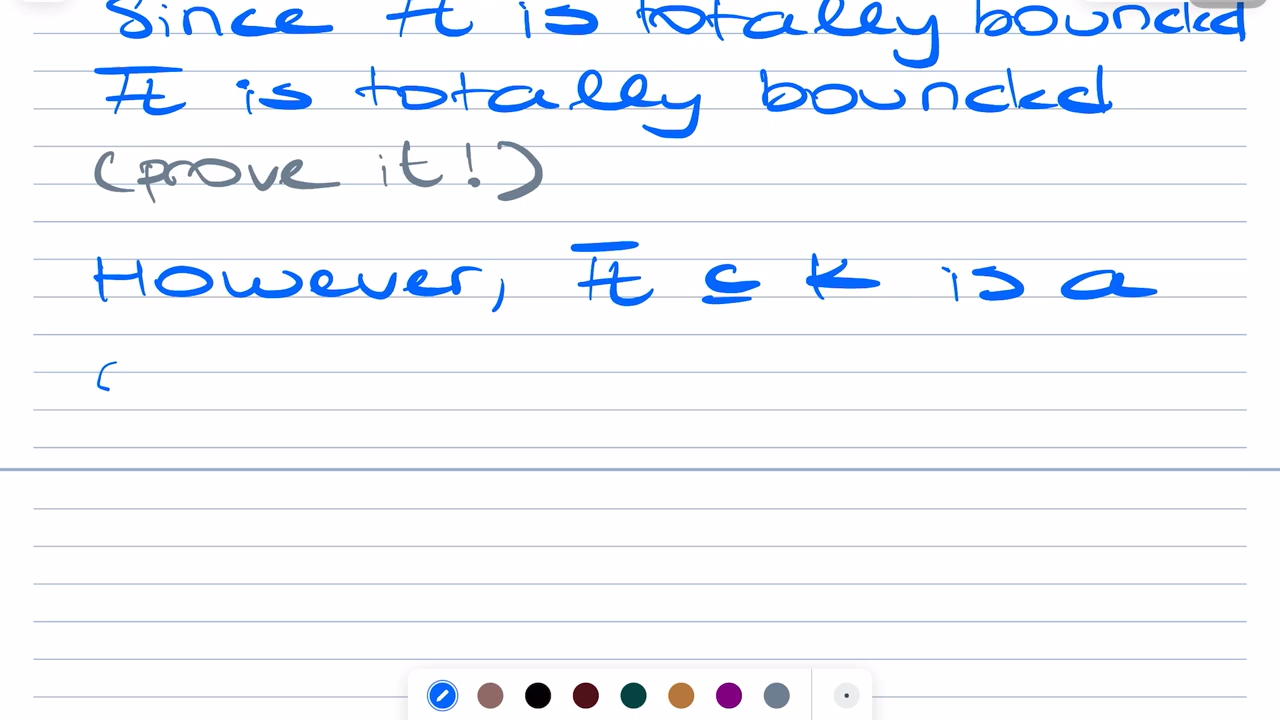 Since A is totally bounded
A̅ is totally bounded
(prove it!)
However, A̅ ⊆ K is a